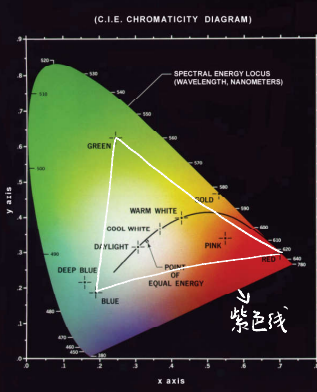 (C.I.E. CHROMATICITY DIAGRAM)
.9
.8
.7
.6
.5
.4
.3
.2
.1
.0
y axis
520
530
540
550
560
570
580
590
600
610
620
640
780
510
500
490
480
470
460
450
380
SPECTRAL ENERGY LOCUS
(WAVELENGTH, NANOMETERS)
GREEN
GOLD
WARM WHITE
COOL WHITE
DAYLIGHT
PINK
RED
DEEP BLUE
POINT
OF
EQUAL ENERGY
BLUE
紫色线
.0 .1 .2 .3 .4 .5 .6 .7
x axis